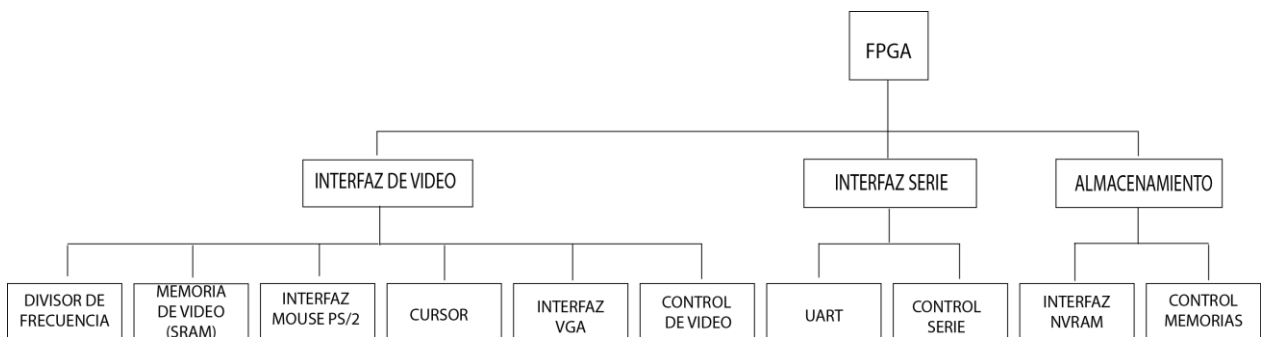 FPGA
INTERFAZ DE VIDEO
INTERFAZ SERIE
ALMACENAMIENTO
DIVISOR DE
FRECUENCIA
MEMORIA
DE VIDEO
(SRAM)
INTERFAZ
MOUSE PS/2
CURSOR
INTERFAZ
VGA
CONTROL
DE VIDEO
UART
CONTROL
SERIE
INTERFAZ
NVRAM
CONTROL
MEMORIAS